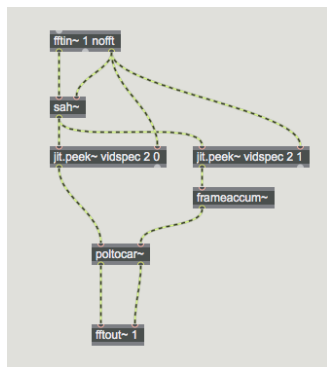 fftin~ 1 nofft
sah~
jit.peek~ vidspec 2 0
jit.peek~ vidspec 2 1
frameaccum~
poltocar~
fftout~ 1